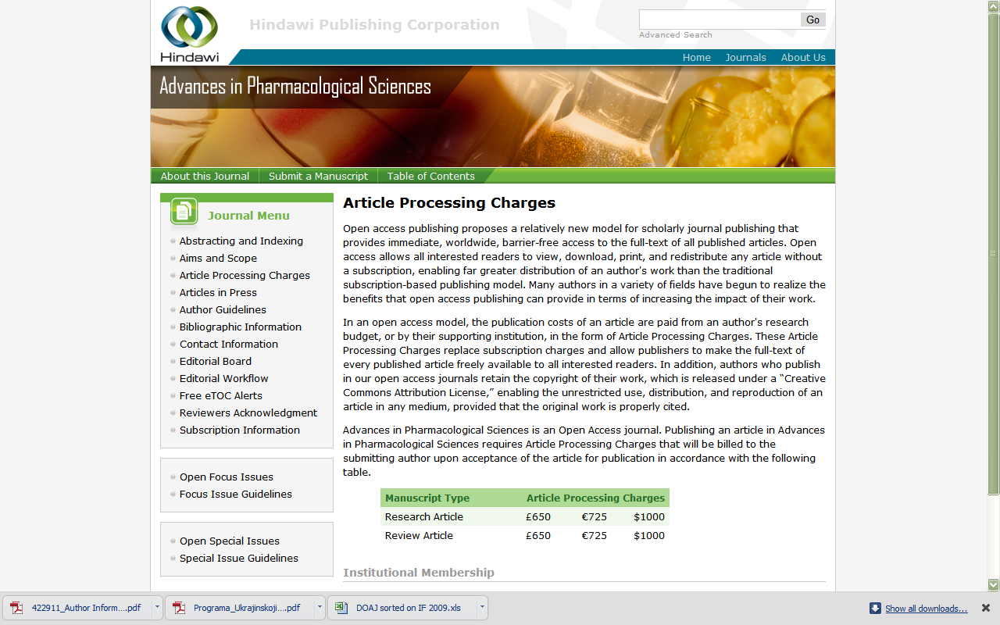 Hindawi
Hindawi Publishing Corporation
Go
Advanced Search
Home Journals About Us
Advances in Pharmacological Sciences
About this Journal Submit a Manuscript Table of Contents
Journal Menu
Abstracting and Indexing
Aims and Scope
Article Processing Charges
Articles in Press
Author Guidelines
Bibliographic Information
Contact Information
Editorial Board
Editorial Workflow
Free eTOC Alerts
Reviewers Acknowledgment
Subscription Information
Open Focus Issues
Focus Issue Guidelines
Open Special Issues
Special Issue Guidelines
Article Processing Charges
Open access publishing proposes a relatively new model for scholarly journal publishing that
provides immediate, worldwide, barrier-free access to the full-text of all published articles. Open
access allows all interested readers to view, download, print, and redistribute any article without
a subscription, enabling far greater distribution of an author's work than the traditional
subscription-based publishing model. Many authors in a variety of fields have begun to realize the
benefits that open access publishing can provide in terms of increasing the impact of their work.
In an open access model, the publication costs of an article are paid from an author's research
budget, or by their supporting institution, in the form of Article Processing Charges. These Article
Processing Charges replace subscription charges and allow publishers to make the full-text of
every published article freely available to all interested readers. In addition, authors who publish
in our open access journals retain the copyright of their work, which is released under a “Creative
Commons Attribution License,” enabling the unrestricted use, distribution, and reproduction of an
article in any medium, provided that the original work is properly cited.
Advances in Pharmacological Sciences is an Open Access journal. Publishing an article in Advances
in Pharmacological Sciences requires Article Processing Charges that will be billed to the
submitting author upon acceptance of the article for publication in accordance with the following
table.
Manuscript Type Article Processing Charges
Research Article £650 €725 $1000
Review Article £650 €725 $1000
Institutional Membership
422911_Author Inform....pdf Programa_Ukrajinskoji....pdf DOAJ sorted on IF 2009.xls Show all downloads...